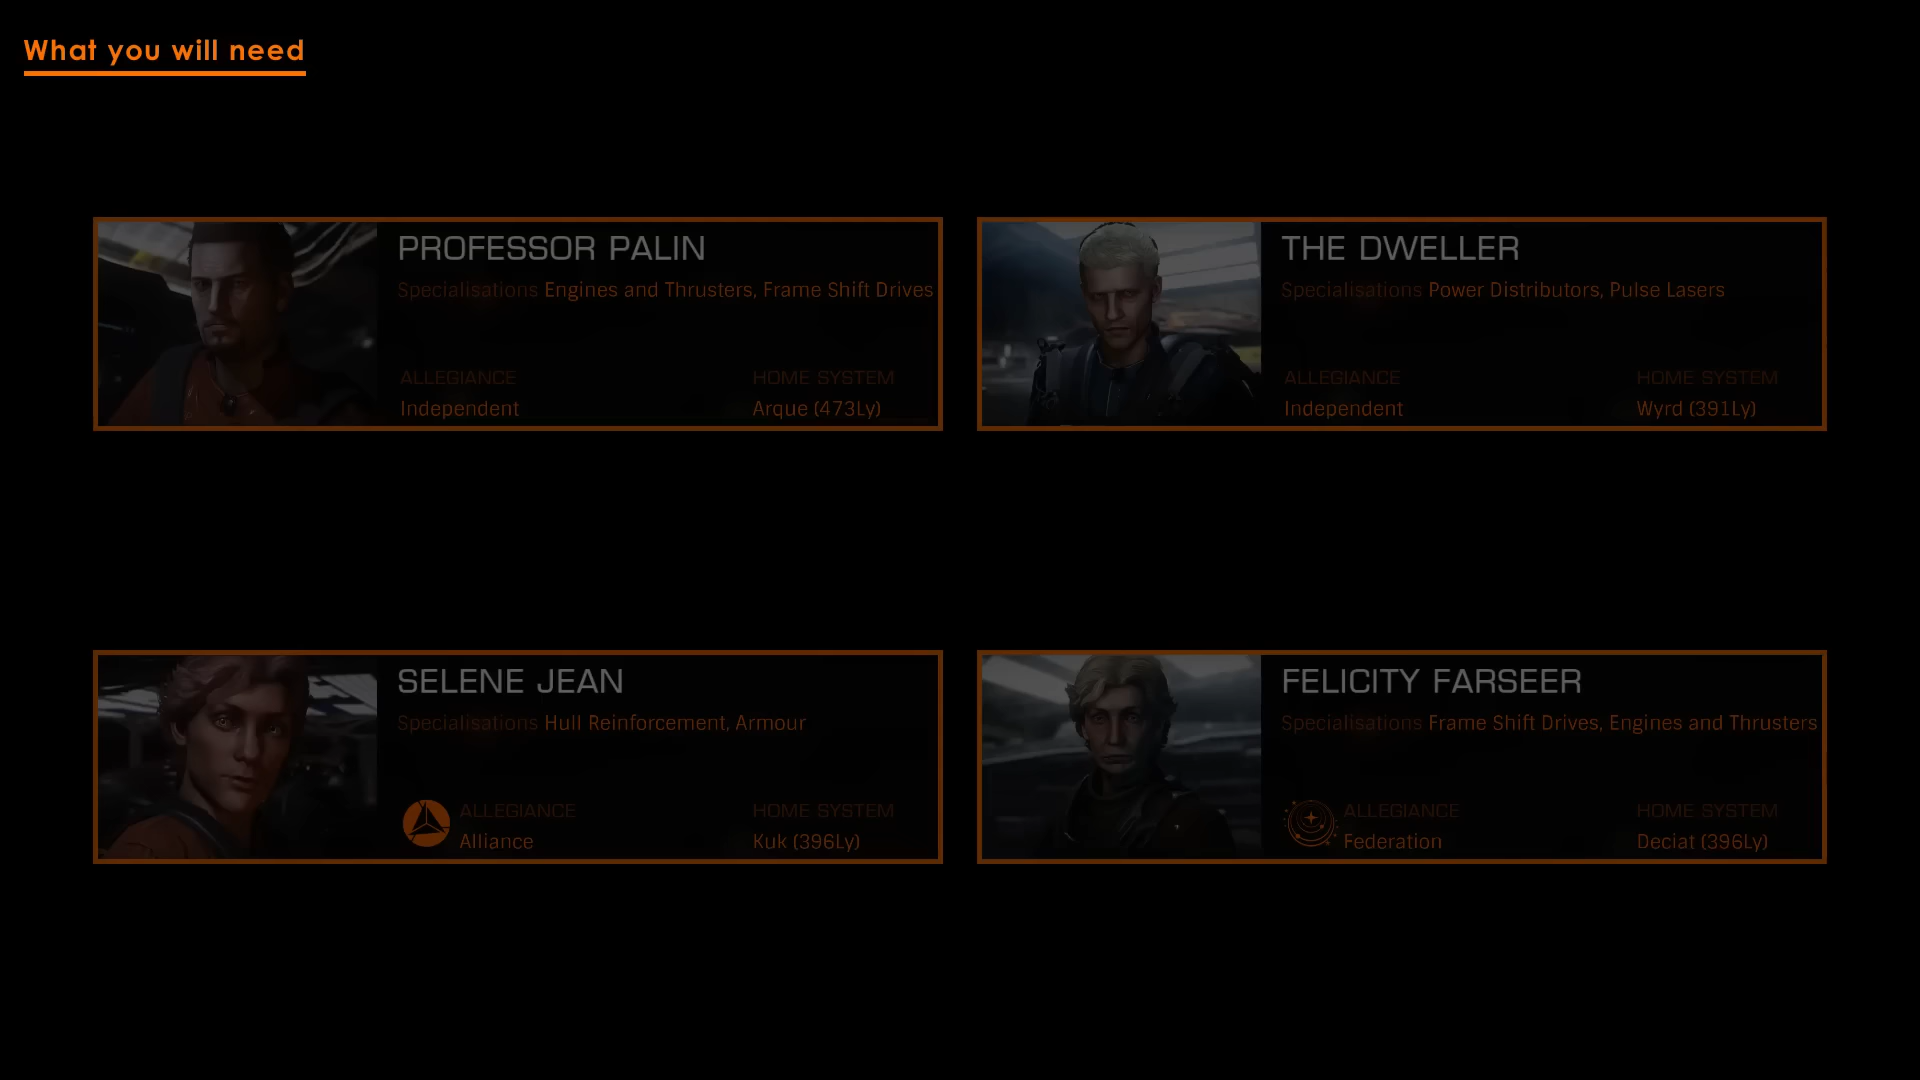 What you will need
PROFESSOR PALIN
Specialisations Engines and Thrusters, Frame Shift Drives
ALLEGIANCE
Independent
HOME SYSTEM
Arque (473Ly)
THE DWELLER
Specialisations Power Distributors, Pulse Lasers
ALLEGIANCE
Independent
HOME SYSTEM
Wyrd (391Ly)
SELENE JEAN
Specialisations Hull Reinforcement, Armour
ALLEGIANCE
Alliance
HOME SYSTEM
Kuk (396Ly)
FELICITY FARSEER
Specialisations Frame Shift Drives, Engines and Thrusters
ALLEGIANCE
Federation
HOME SYSTEM
Deciat (396Ly)